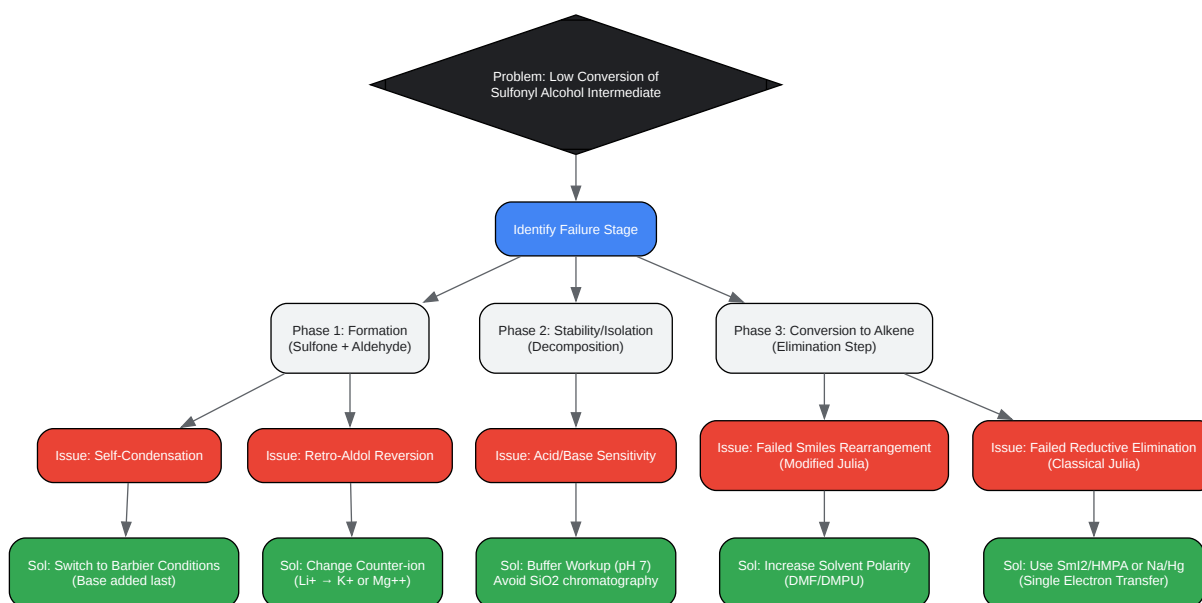 Problem: Low Conversion of
Sulfonyl Alcohol Intermediate
Identify Failure Stage
Phase 1: Formation
(Sulfone + Aldehyde)
Phase 2: Stability/Isolation
(Decomposition)
Phase 3: Conversion to Alkene
(Elimination Step)
Issue: Self-Condensation
Issue: Retro-Aldol Reversion
Issue: Acid/Base Sensitivity
Issue: Failed Smiles Rearrangement
(Modified Julia)
Issue: Failed Reductive Elimination
(Classical Julia)
Sol: Switch to Barbier Conditions
(Base added last)
Sol: Change Counter-ion
(Li+ → K+ or Mg++)
Sol: Buffer Workup (pH 7)
Avoid SiO2 chromatography
Sol: Increase Solvent Polarity
(DMF/DMPU)
Sol: Use SmI2/HMPA or Na/Hg
(Single Electron Transfer)